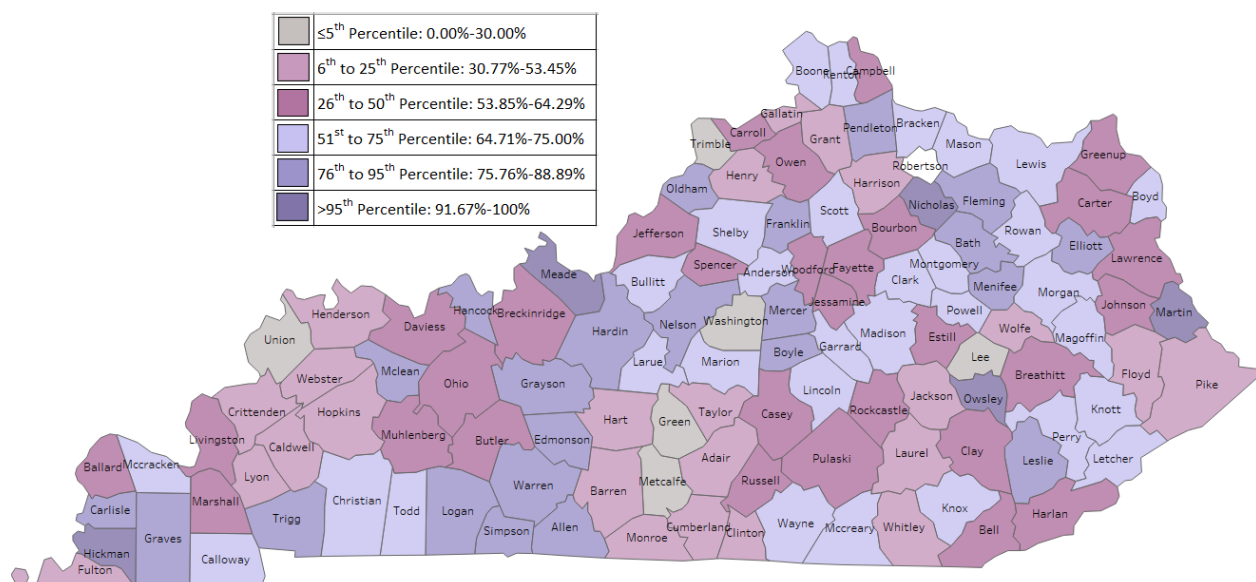 ≤5th Percentile: 0.00%-30.00%
6th to 25th Percentile: 30.77%-53.45%
26th to 50th Percentile: 53.85%-64.29%
51st to 75th Percentile: 64.71%-75.00%
76th to 95th Percentile: 75.76%-88.89%
>95th Percentile: 91.67%-100%
Boone
Kenton
Campbell
Gallatin
Bracken
Pendleton
Carroll
Grant
Trimble
Mason
Owen
Greenup
Lewis
Robertson
Henry
Harrison
Oldham
Boyd
Nicholas
Fleming
Carter
Scott
Franklin
Bourbon
Rowan
Shelby
Jefferson
Bath
Elliott
Lawrence
Spencer
Montgomery
Woodford
Fayette
Anderson
Meade
Clark
Bullitt
Menifee
Morgan
Jessamine
Johnson
Henderson
Hancock
Mercer
Powell
Martin
Breckinridge
Washington
Nelson
Daviess
Hardin
Madison
Wolfe
Magoffin
Union
Estill
Garrard
Boyle
Lee
Larue
Marion
Mclean
Ohio
Breathitt
Floyd
Webster
Grayson
Pike
Lincoln
Jackson
Owsley
Knott
Crittenden
Hopkins
Taylor
Casey
Rockcastle
Hart
Green
Perry
Muhlenberg
Livingston
Butler
Edmonson
Caldwell
Clay
Adair
Pulaski
Laurel
Leslie
Letcher
Ballard
Mccracken
Lyon
Russell
Metcalfe
Warren
Barren
Marshall
Christian
Todd
Logan
Knox
Carlisle
Harlan
Trigg
Wayne
Mccreary
Whitley
Bell
Allen
Simpson
Cumberland
Clinton
Monroe
Graves
Hickman
Calloway
Fulton